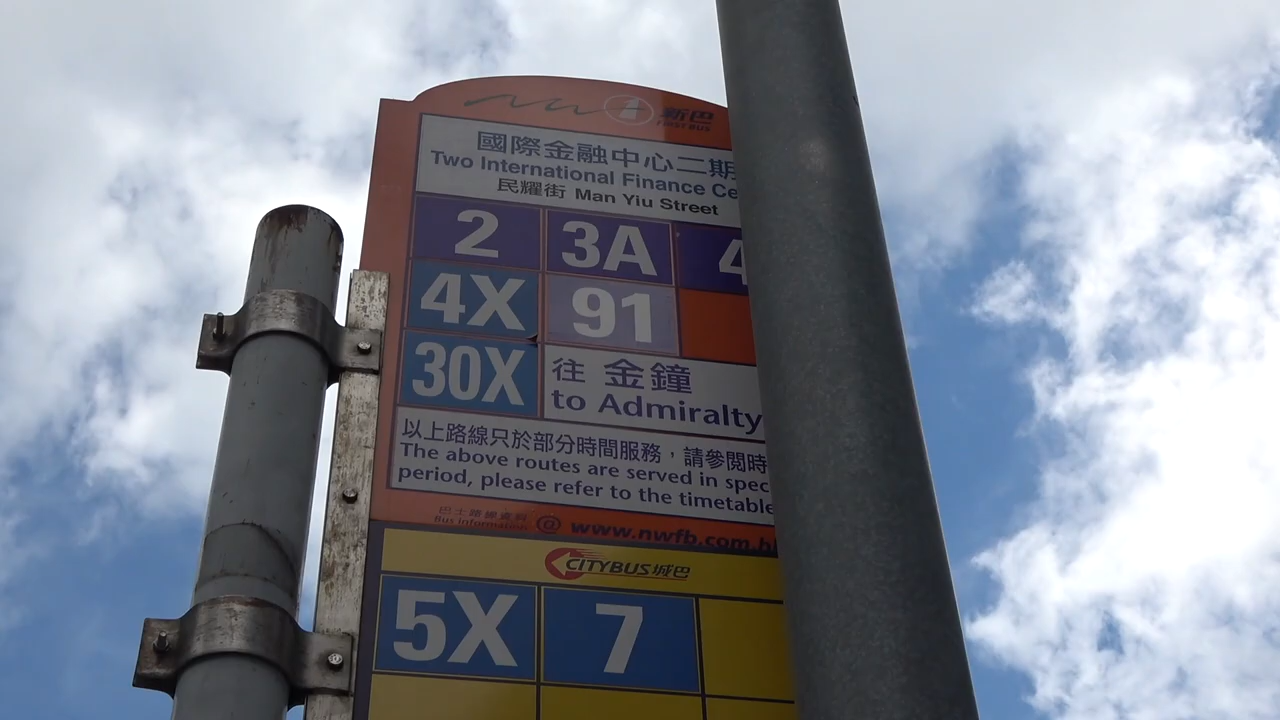 新巴
FIRST BUS
國際金融中心二期
Two International Finance Ce
民耀街 Man Yiu Street
2 3A 4
4X 91
30X 往 金鐘
to Admiralty
以上路線只於部分時間服務，請參閱時
The above routes are served in spec
period, please refer to the timetable
巴士路線資料
Bus Information @ www.nwfb.com.h
CITYBUS 城巴
5X 7